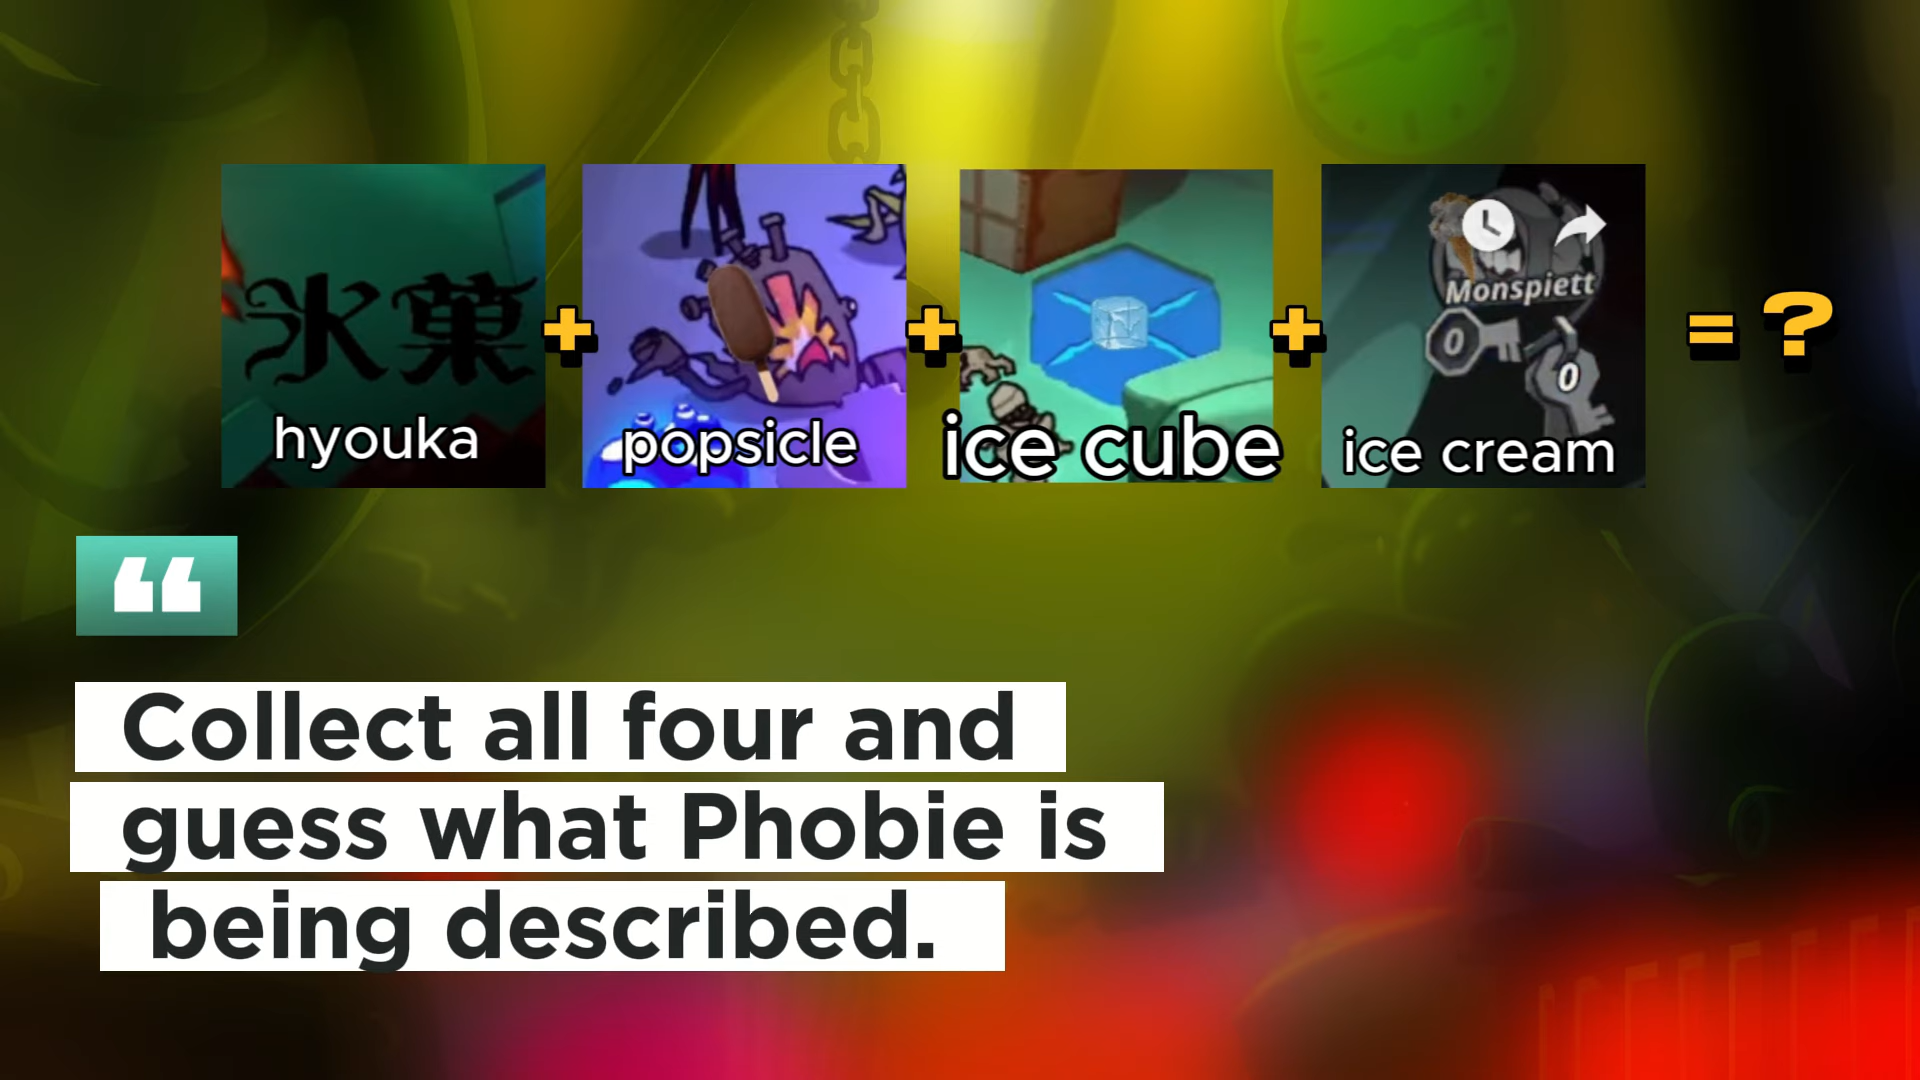 氷菓
hyouka
+
popsicle
+
ice cube
+
Monspiett
0
0
ice cream
= ?
“
Collect all four and
guess what Phobie is
being described.